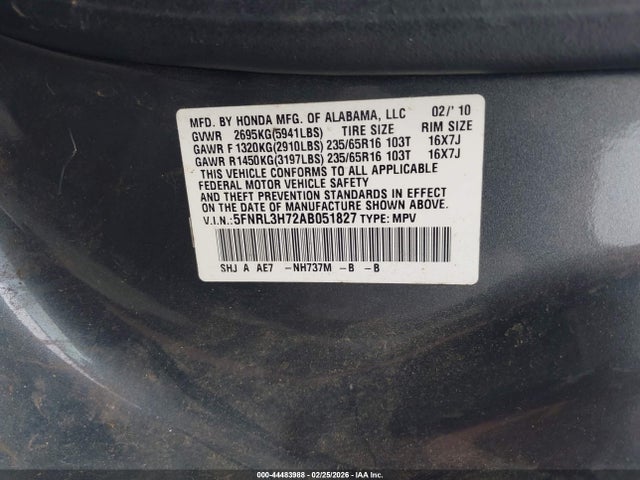 MFD. BY HONDA MFG. OF ALABAMA, LLC 02/'10
GVWR 2695KG(5941LBS) TIRE SIZE RIM SIZE
GAWR F 1320KG(2910LBS) 235/65R16 103T 16X7J
GAWR R1450KG(3197LBS) 235/65R16 103T 16X7J
THIS VEHICLE CONFORMS TO ALL APPLICABLE
FEDERAL MOTOR VEHICLE SAFETY
AND THEFT PREVENTION STANDARDS IN EFFECT
ON THE DATE OF MANUFACTURE SHOWN ABOVE.
V.I.N.: 5FNRL3H72AB051827 TYPE: MPV
SHJ A AE7 -NH737M -B -B
© 000-44483988 - 02/25/2026 - IAA Inc.